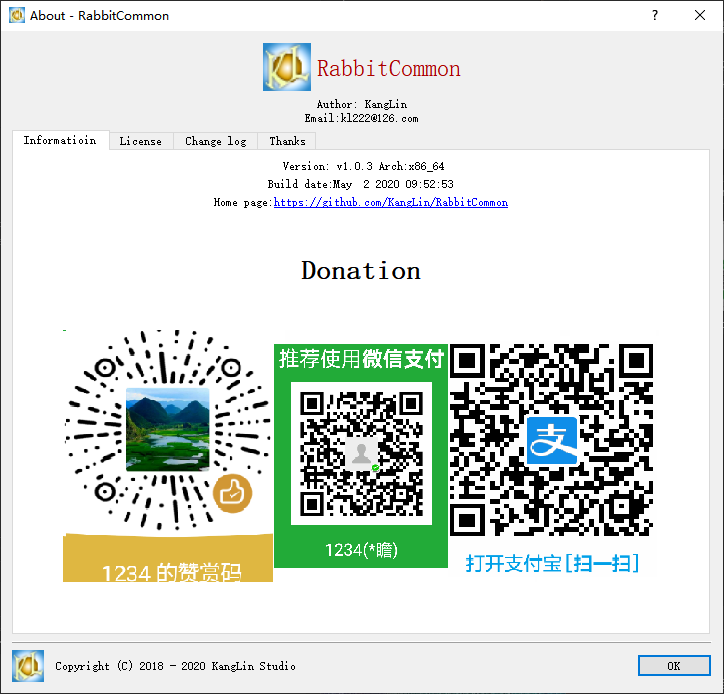 About - RabbitCommon
RabbitCommon
Author: KangLin
Email:kl222@126.com
Informatioin License Change log Thanks
Version: v1.0.3 Arch:x86_64
Build date:May  2 2020 09:52:53
Home page:https://github.com/KangLin/RabbitCommon
Donation
推荐使用微信支付
1234 的赞赏码
1234(*瞻)
打开支付宝[扫一扫]
Copyright (C) 2018 - 2020 KangLin Studio
OK